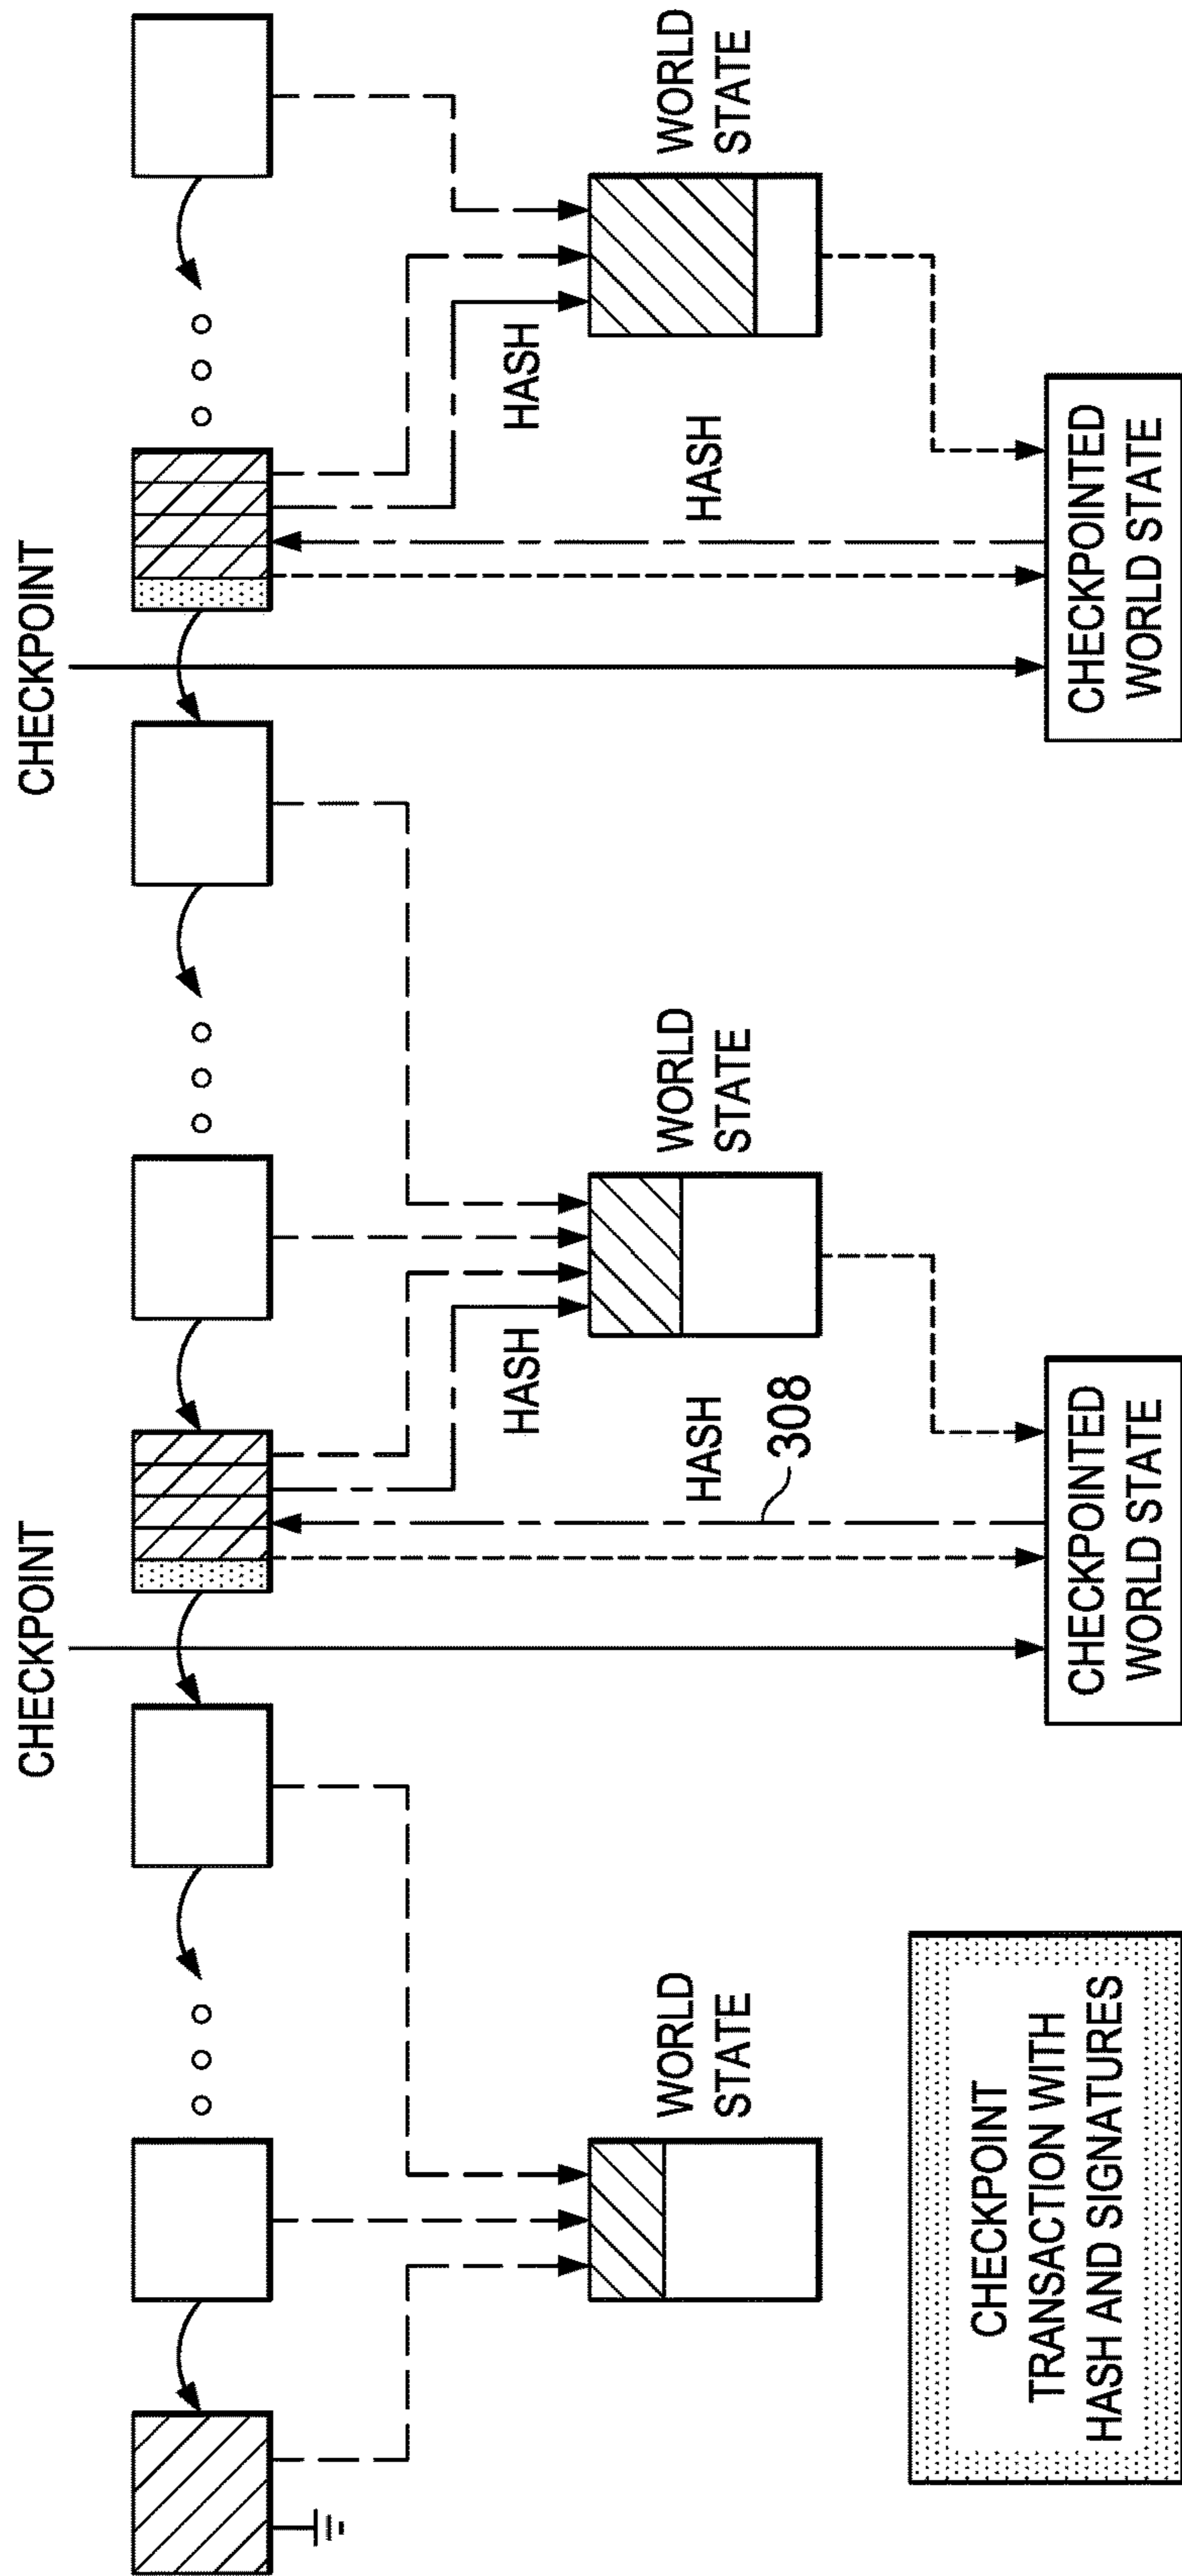 CHECKPOINT
CHECKPOINT
HASH
HASH
WORLD
STATE
WORLD
STATE
WORLD
STATE
HASH
308
HASH
CHECKPOINT
TRANSACTION WITH
HASH AND SIGNATURES
CHECKPOINTED
WORLD STATE
CHECKPOINTED
WORLD STATE